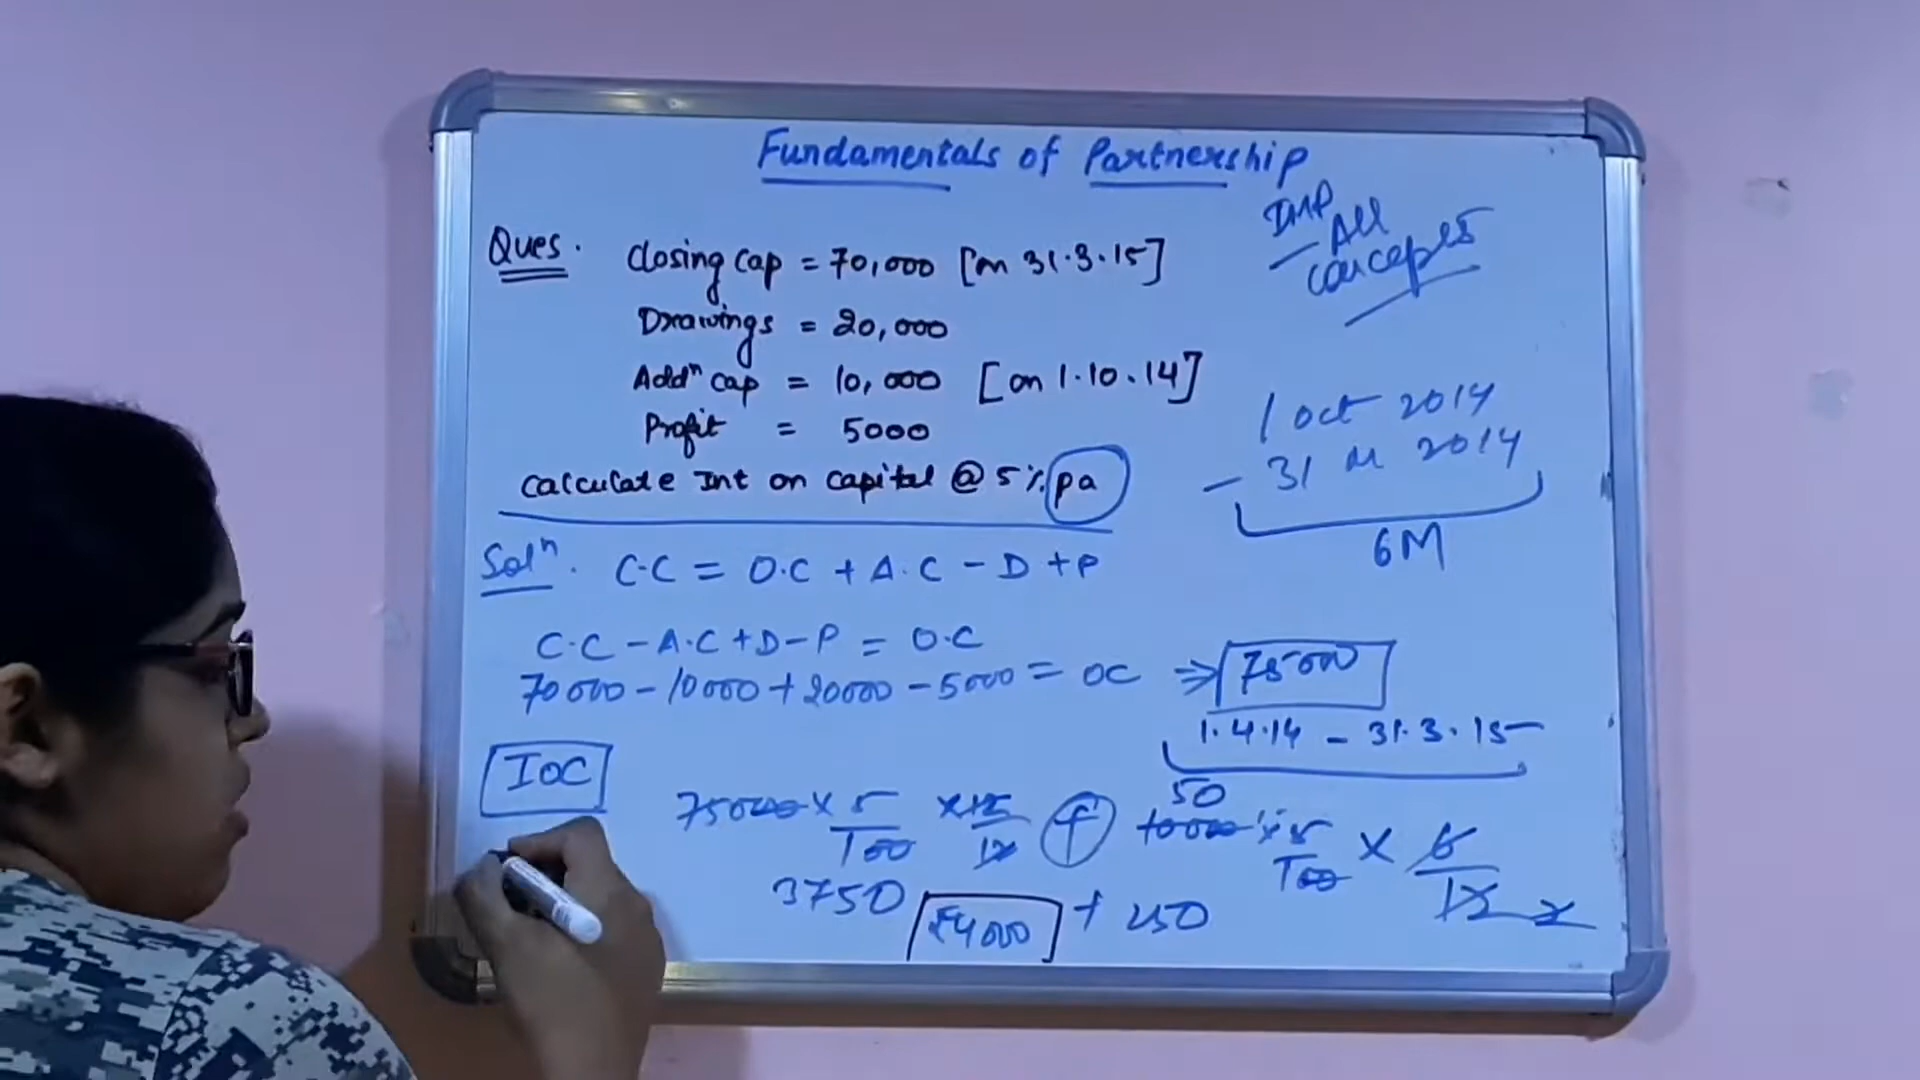 Fundamentals of Partnership
IMP
All
concepts
Ques. Closing cap = 70,000 [on 31.3.15]
Drawings = 20,000
Addⁿ cap = 10,000 [on 1.10.14]
Profit = 5000
Calculate Int on capital @ 5% pa
1 Oct 2014
- 31 M 2014
6M
Solⁿ. C.C = O.C + A.C - D + P
C.C - A.C + D - P = O.C
70000 - 10000 + 20000 - 5000 = OC ⇒ 75000
1.4.14 - 31.3.15
IOC
75000 x 5/100 x 12/12 + 10000 x 5/100 x 6/12 2
50
3750 + 250
₹4000